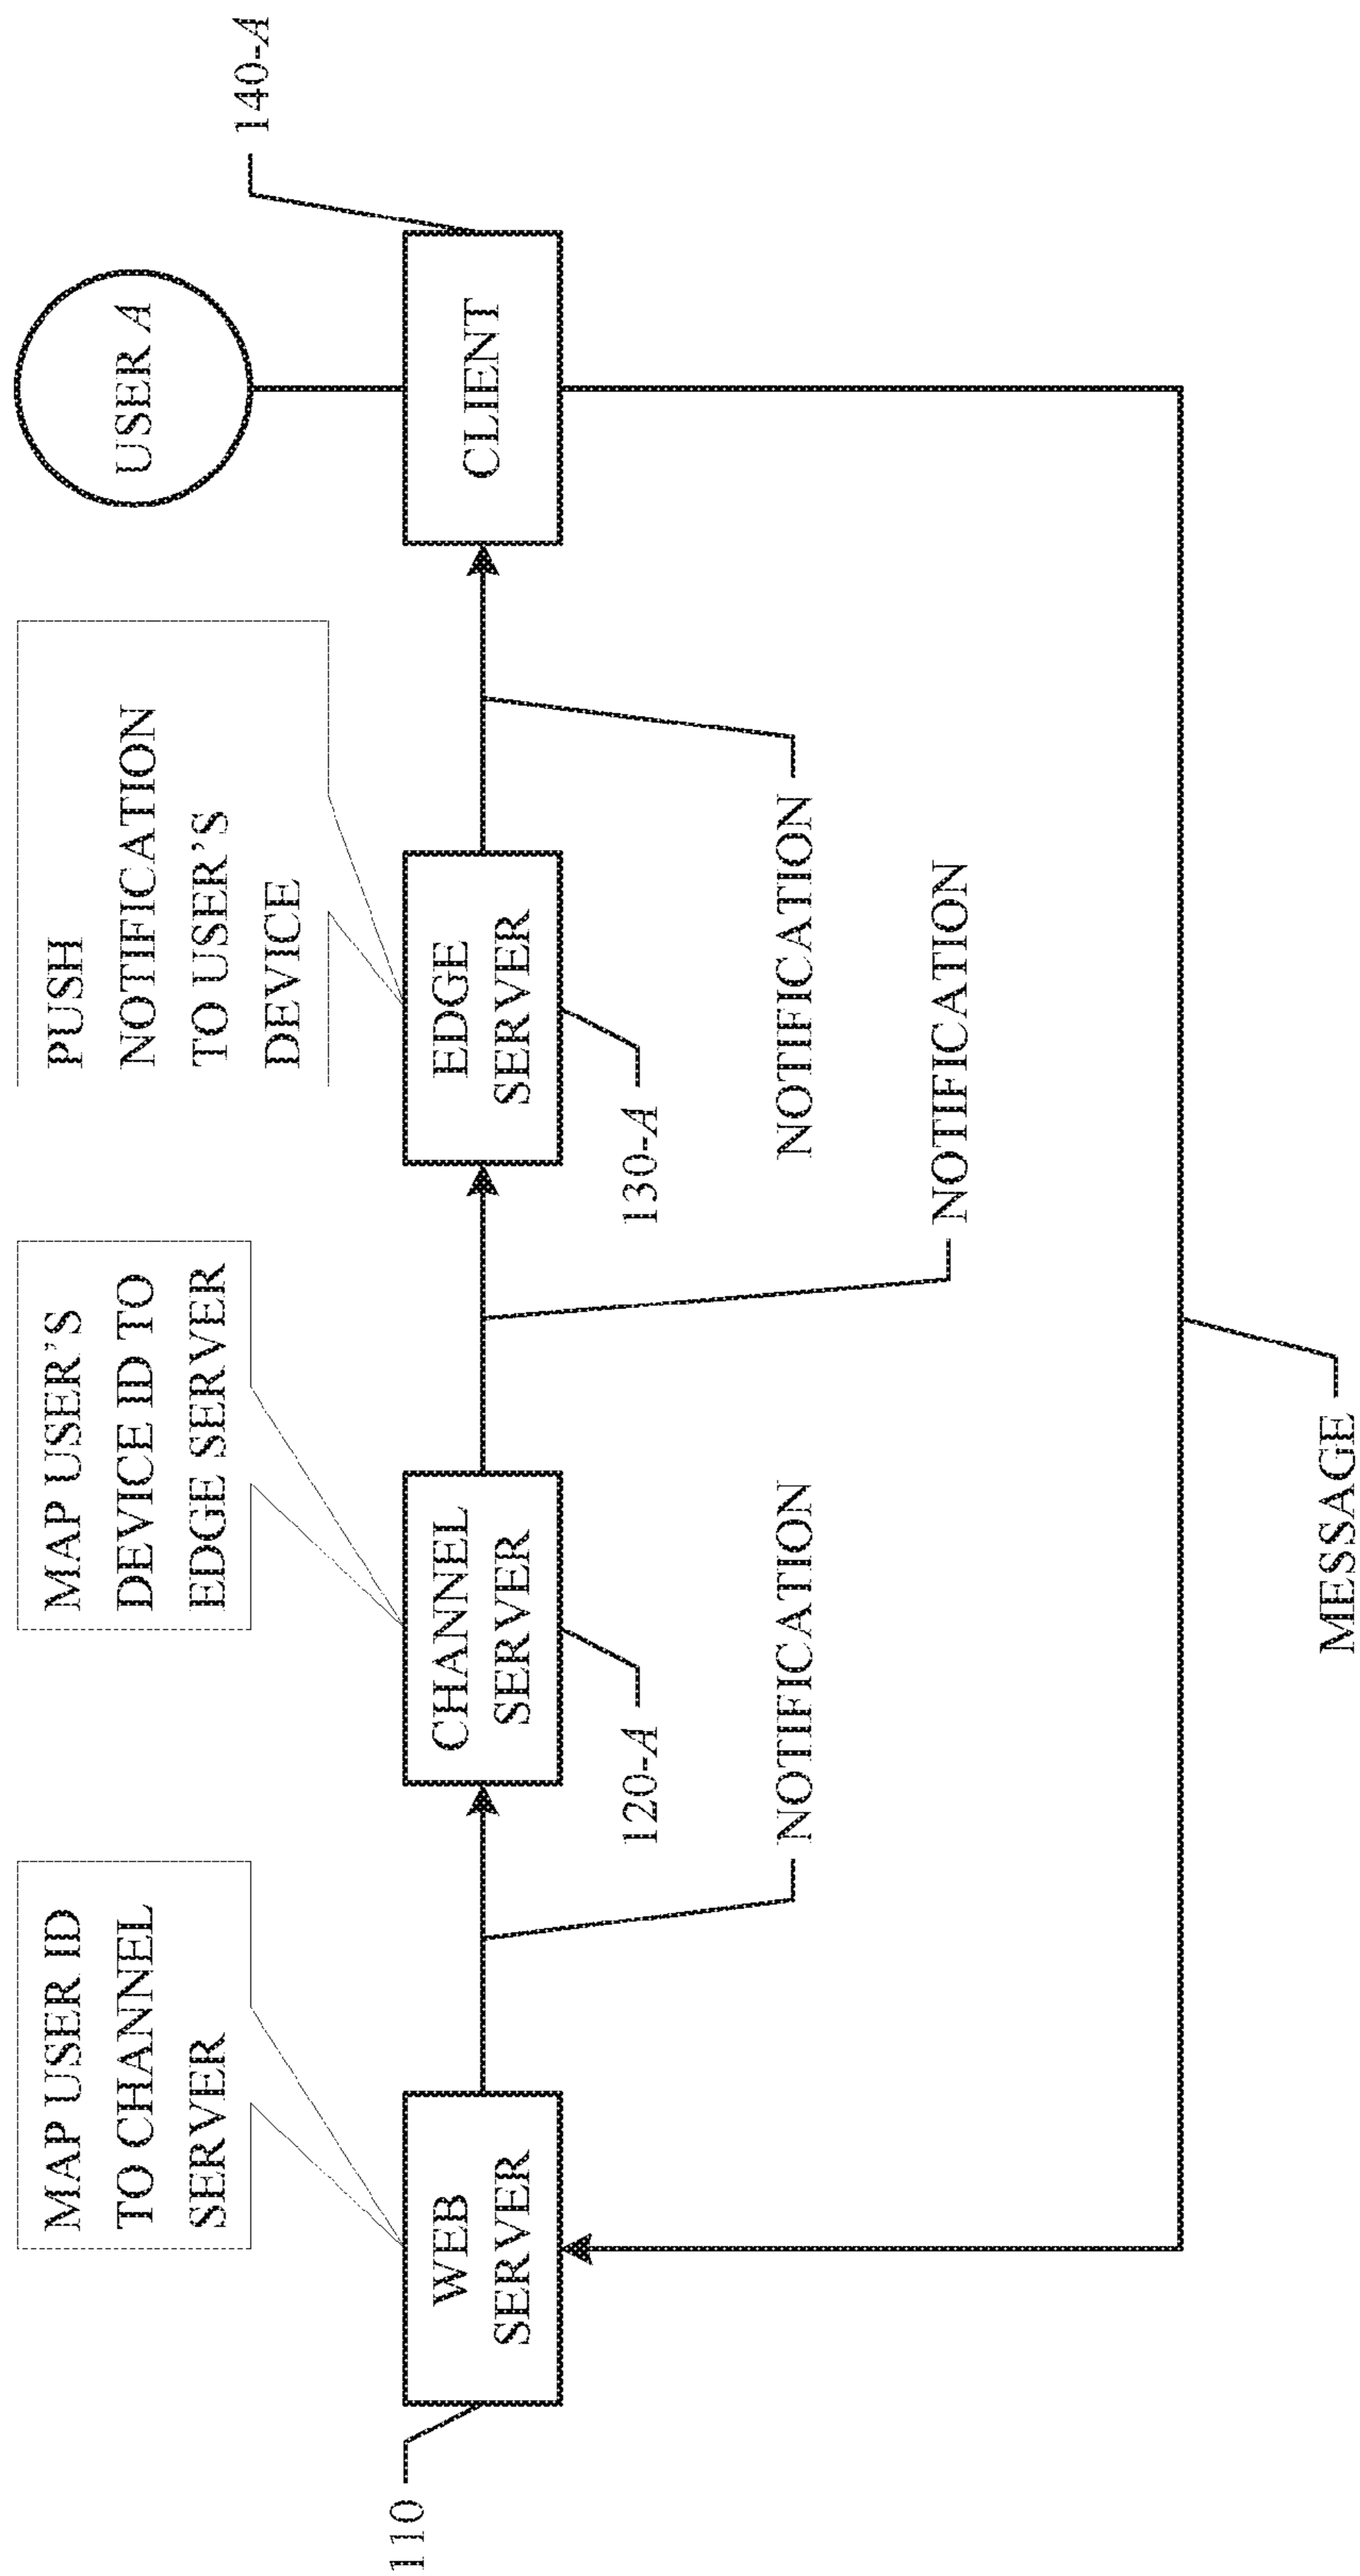 MAP USER ID
TO CHANNEL
SERVER
MAP USER'S
DEVICE ID TO
EDGE SERVER
PUSH
NOTIFICATION
TO USER'S
DEVICE
USER A
140-A
110
WEB
SERVER
CHANNEL
SERVER
EDGE
SERVER
CLIENT
120-A
130-A
NOTIFICATION
NOTIFICATION
NOTIFICATION
MESSAGE